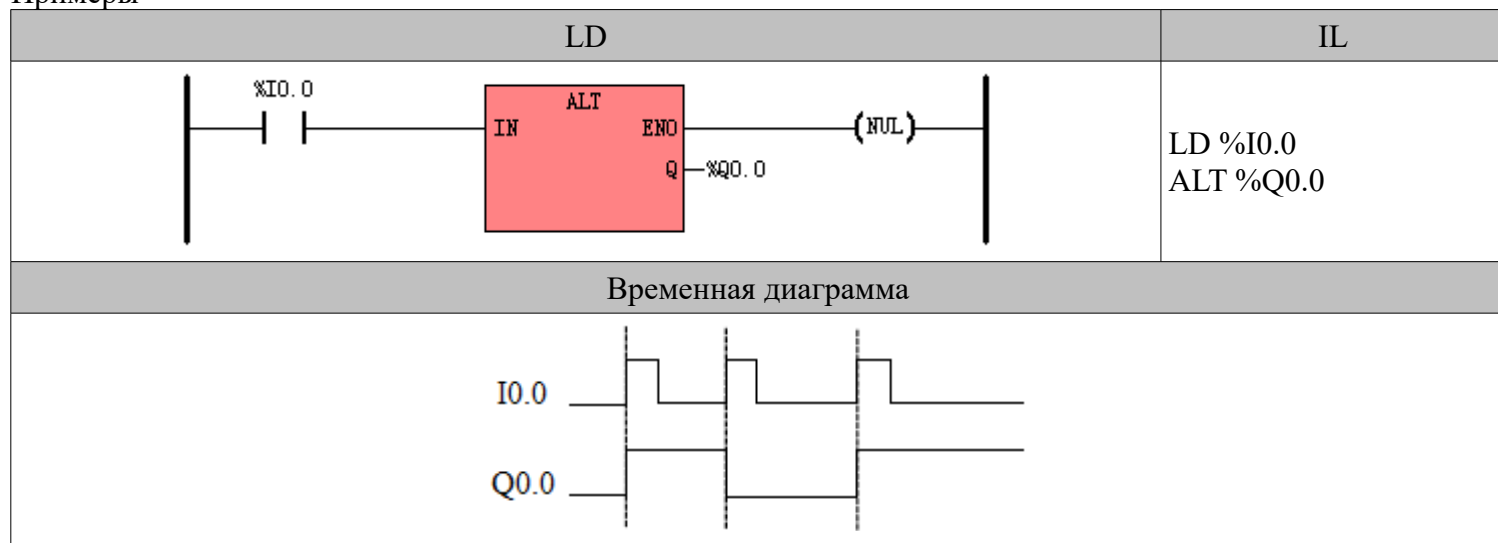 Примеры
LD
IL
%I0.0
ALT
IN
ENO
(NUL)
Q
%Q0.0
LD %I0.0
ALT %Q0.0
Временная диаграмма
I0.0
Q0.0